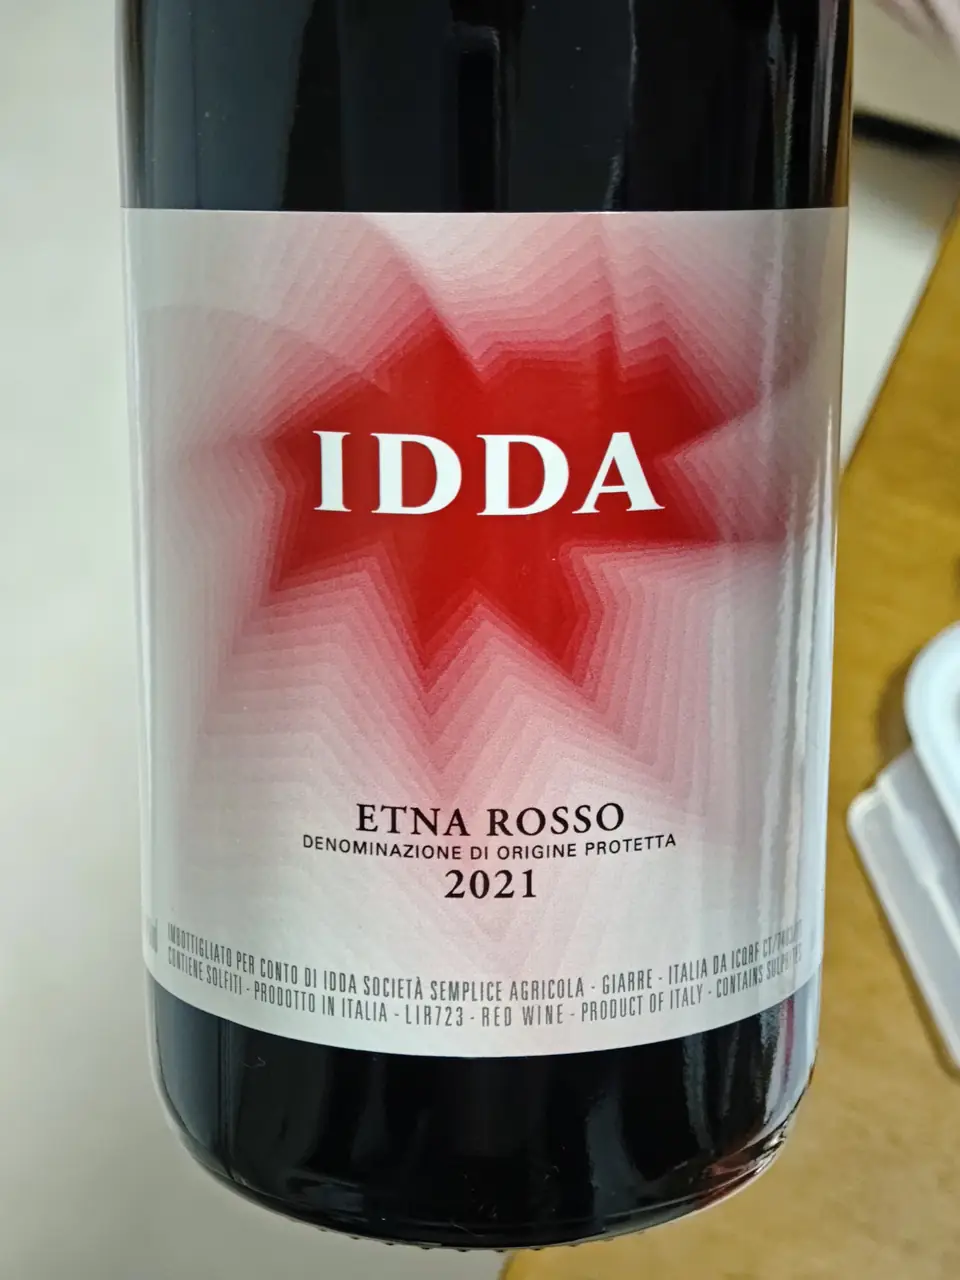 IDDA
ETNA ROSSO
DENOMINAZIONE DI ORIGINE PROTETTA
2021
IMBOTTIGLIATO PER CONTO DI IDDA SOCIETÀ SEMPLICE AGRICOLA - GIARRE - ITALIA DA ICQRF
CONTIENE SOLFITI - PRODOTTO IN ITALIA - LIR723 - RED WINE - PRODUCT OF ITALY - CONTAINS SULPHITES